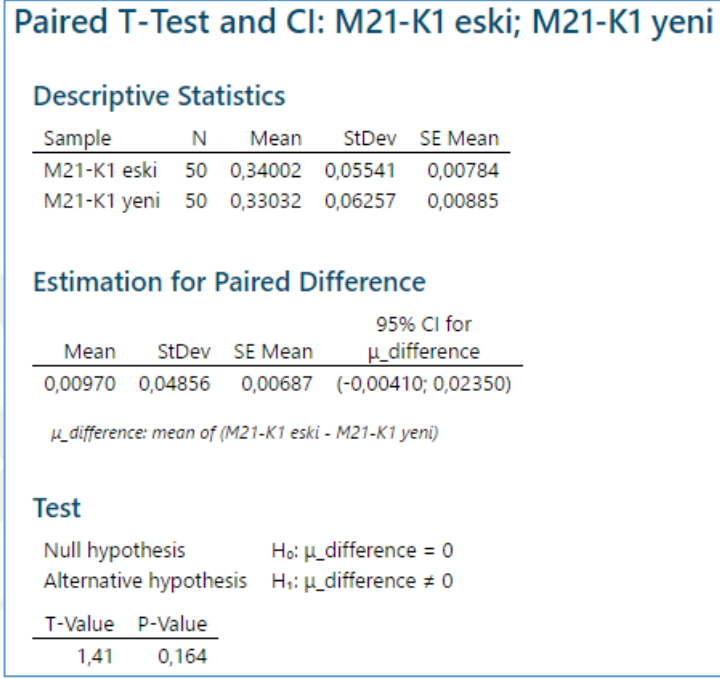 Paired T-Test and CI: M21-K1 eski; M21-K1 yeni
Descriptive Statistics
Sample N Mean StDev SE Mean
M21-K1 eski 50 0,34002 0,05541 0,00784
M21-K1 yeni 50 0,33032 0,06257 0,00885
Estimation for Paired Difference
95% CI for
Mean StDev SE Mean μ_difference
0,00970 0,04856 0,00687 (-0,00410; 0,02350)
μ_difference: mean of (M21-K1 eski - M21-K1 yeni)
Test
Null hypothesis H₀: μ_difference = 0
Alternative hypothesis H₁: μ_difference ≠ 0
T-Value P-Value
1,41 0,164